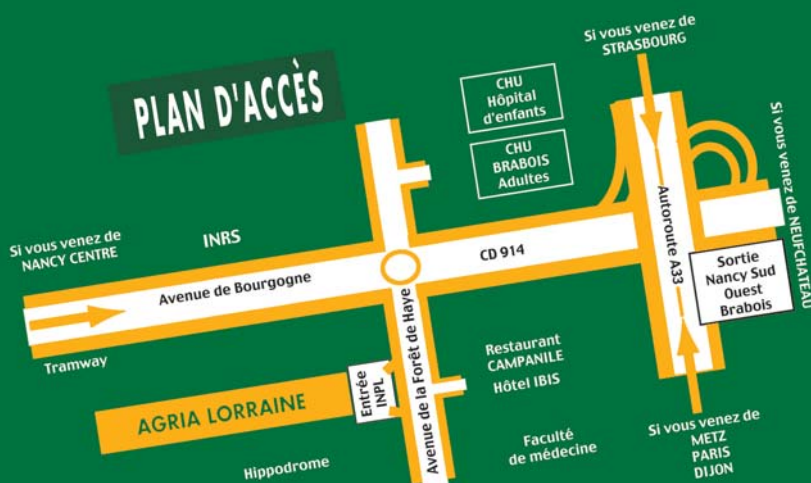 PLAN D'ACCÈS
Si vous venez de
STRASBOURG
CHU
Hôpital
d'enfants
CHU
BRABOIS
Adultes
Si vous venez de NEUFCHATEAU
Si vous venez de
NANCY CENTRE
INRS
Avenue de Bourgogne
CD 914
Autoroute A33
Sortie
Nancy Sud
Ouest
Brabois
Tramway
Avenue de la Forêt de Haye
Restaurant
CAMPANILE
Hôtel IBIS
Entrée
INPL
AGRIA LORRAINE
Hippodrome
Faculté
de médecine
Si vous venez de
METZ
PARIS
DIJON